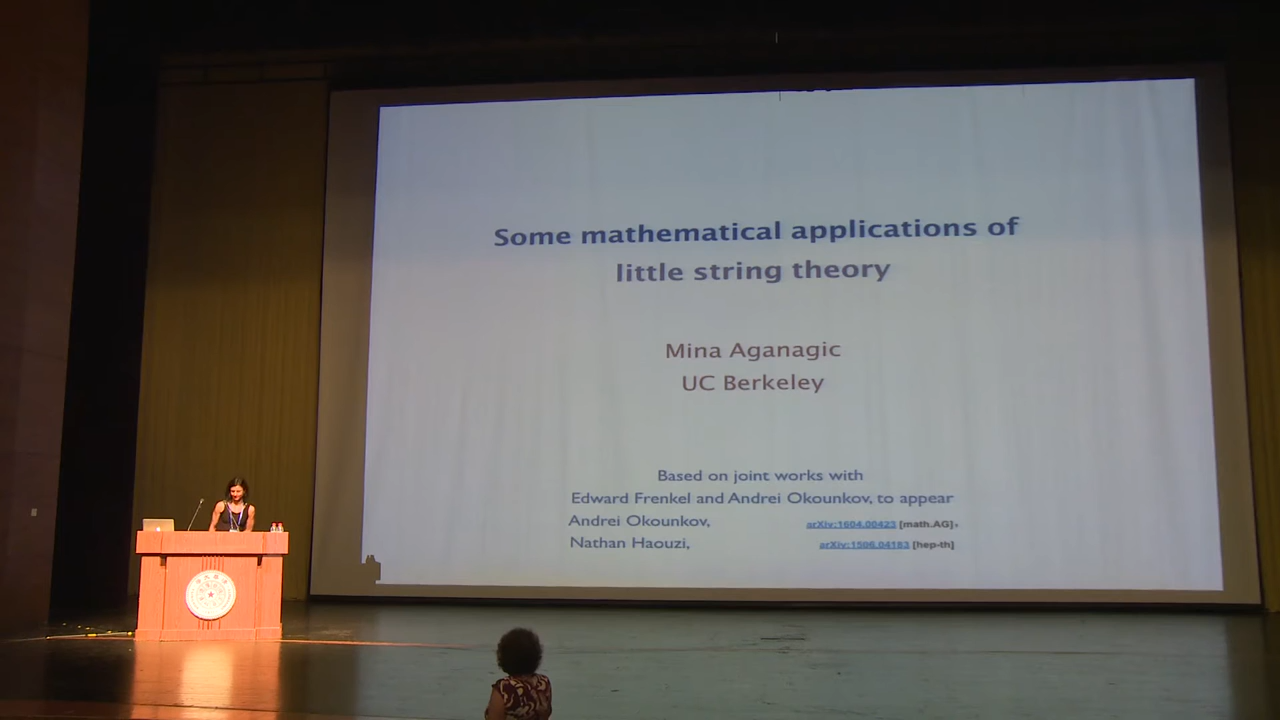 Some mathematical applications of
little string theory
Mina Aganagic
UC Berkeley
Based on joint works with
Edward Frenkel and Andrei Okounkov, to appear
Andrei Okounkov, arXiv:1604.00423 [math.AG],
Nathan Haouzi, arXiv:1506.04183 [hep-th]